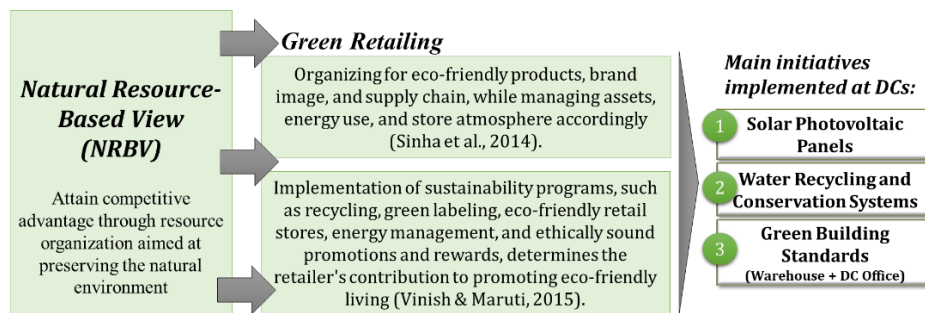 Natural Resource-
Based View
(NRBV)
Attain competitive
advantage through resource
organization aimed at
preserving the natural
environment
Green Retailing
Organizing for eco-friendly products, brand
image, and supply chain, while managing assets,
energy use, and store atmosphere accordingly
(Sinha et al., 2014).
Implementation of sustainability programs, such
as recycling, green labeling, eco-friendly retail
stores, energy management, and ethically sound
promotions and rewards, determines the
retailer's contribution to promoting eco-friendly
living (Vinish & Maruti, 2015).
Main initiatives
implemented at DCs:
1
Solar Photovoltaic
Panels
2
Water Recycling and
Conservation Systems
3
Green Building
Standards
(Warehouse + DC Office)